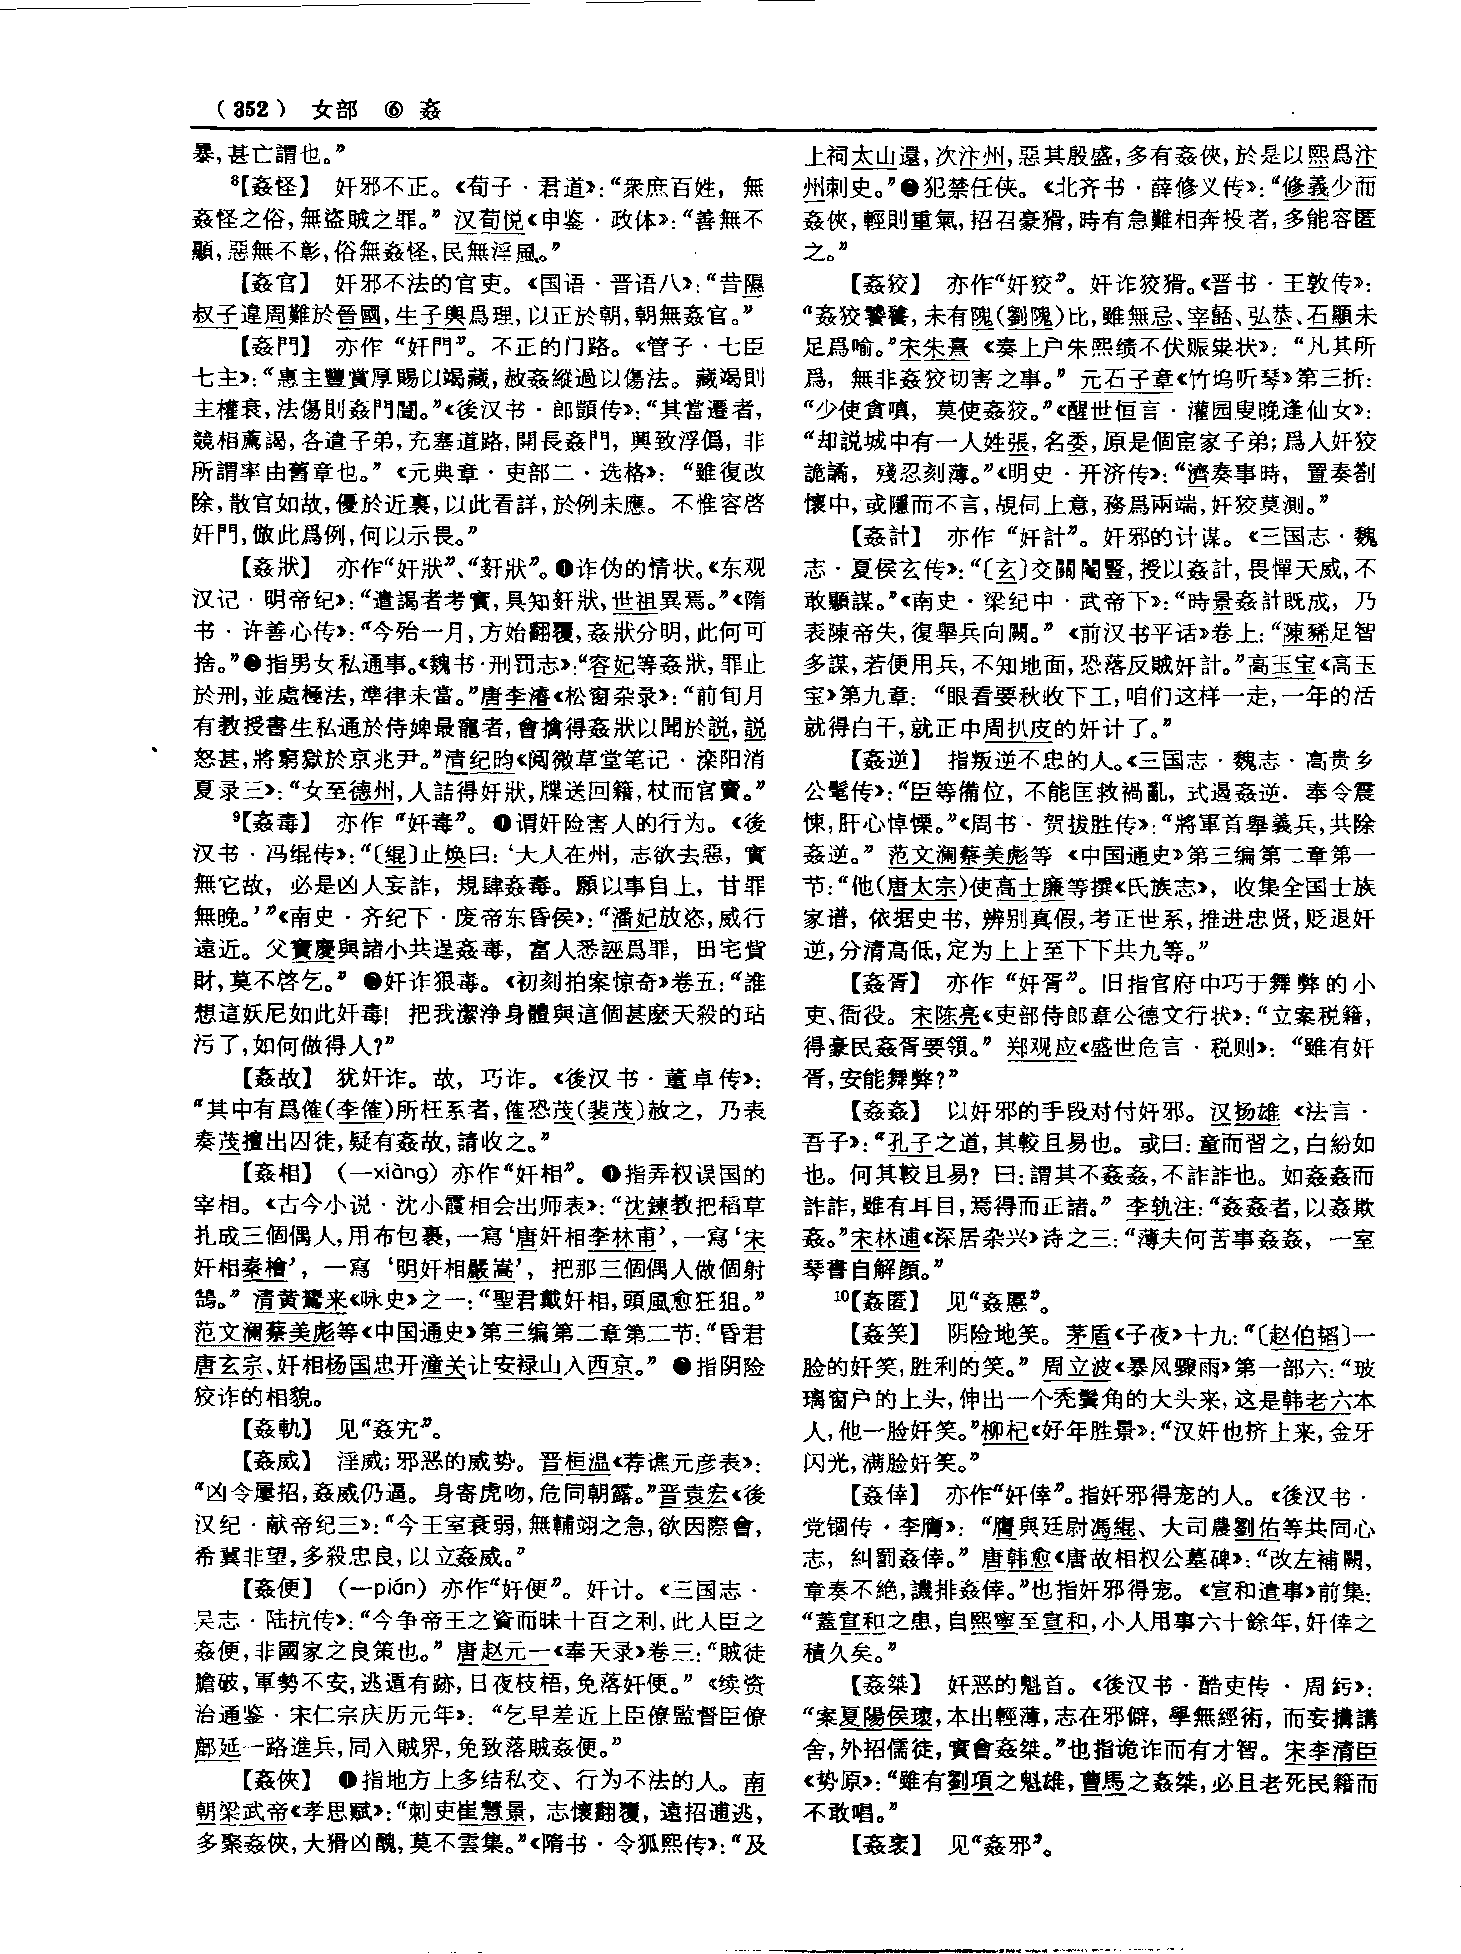 （352） 女部 ⑥ 姦
暴，甚亡謂也。”
⁸【姦怪】 奸邪不正。《荀子·君道》：“衆庶百姓，無
姦怪之俗，無盜賊之罪。” 汉荀悦《申鉴·政体》：“善無不
顯，惡無不彰，俗無姦怪，民無淫風。”
【姦官】 奸邪不法的官吏。《国语·晋语八》：“昔隰
叔子違周難於晉國，生子輿爲理，以正於朝，朝無姦官。”
【姦門】 亦作“奸門”。不正的门路。《管子·七臣
七主》：“惠主豐賞厚賜以竭藏，赦姦縱過以傷法。藏竭則
主權衰，法傷則姦門闓。”《後汉书·郎顗传》：“其當遷者，
競相薦謁，各遣子弟，充塞道路，開長姦門，興致浮僞，非
所謂率由舊章也。” 《元典章·吏部二·选格》：“雖復改
除，散官如故，優於近裏，以此看詳，於例未應。不惟容啓
奸門，倣此爲例，何以示畏。”
【姦狀】 亦作“奸狀”、“姧狀”。❶诈伪的情状。《东观
汉记·明帝纪》：“遣謁者考實，具知姧狀，世祖異焉。”《隋
书·许善心传》：“今殆一月，方始翻覆，姦狀分明，此何可
捨。”❷指男女私通事。《魏书·刑罚志》：“容妃等姦狀，罪止
於刑，並處極法，準律未當。”唐李濬《松窗杂录》：“前旬月
有教授書生私通於侍婢最寵者，會擒得姦狀以聞於説，説
怒甚，將窮獄於京兆尹。”清纪昀《阅微草堂笔记·滦阳消
夏录三》：“女至德州，人詰得奸狀，牒送回籍，杖而官賣。”
⁹【姦毒】 亦作“奸毒”。❶谓奸险害人的行为。《後
汉书·冯绲传》：“〔绲〕止焕曰：‘大人在州，志欲去惡，實
無它故，必是凶人妄詐，規肆姦毒。願以事自上，甘罪
無晚。’”《南史·齐纪下·废帝东昏侯》：“潘妃放恣，威行
遠近。父寶慶與諸小共逞姦毒，富人悉誣爲罪，田宅貲
財，莫不啓乞。” ❷奸诈狠毒。《初刻拍案惊奇》卷五：“誰
想這妖尼如此奸毒！把我潔浄身體與這個甚麽天殺的玷
污了，如何做得人？”
【姦故】 犹奸诈。故，巧诈。《後汉书·董卓传》：
“其中有爲傕（李傕）所枉系者，傕恐茂（裴茂）赦之，乃表
奏茂擅出囚徒，疑有姦故，請收之。”
【姦相】（—xiàng）亦作“奸相”。❶指弄权误国的
宰相。《古今小说·沈小霞相会出师表》：“沈鍊教把稻草
扎成三個偶人，用布包裹，一寫‘唐奸相李林甫’，一寫‘宋
奸相秦檜’，一寫‘明奸相嚴嵩’，把那三個偶人做個射
鵠。” 清黄鷟来《咏史》之一：“聖君戴奸相，頭風愈狂狙。”
范文澜蔡美彪等《中国通史》第三编第二章第二节：“昏君
唐玄宗、奸相杨国忠开潼关让安禄山入西京。” ❷指阴险
狡诈的相貌。
【姦軌】 见“姦宄”。
【姦威】 淫威；邪恶的威势。晋桓温《荐谯元彦表》：
“凶令屢招，姦威仍逼。身寄虎吻，危同朝露。”晋袁宏《後
汉纪·献帝纪三》：“今王室衰弱，無輔翊之急，欲因際會，
希冀非望，多殺忠良，以立姦威。”
【姦便】（—pián）亦作“奸便”。奸计。《三国志·
吴志·陆抗传》：“今争帝王之資而昧十百之利，此人臣之
姦便，非國家之良策也。” 唐赵元一《奉天录》卷三：“賊徒
膽破，軍勢不安，逃遁有跡，日夜枝梧，免落奸便。” 《续资
治通鉴·宋仁宗庆历元年》：“乞早差近上臣僚監督臣僚
鄜延一路進兵，同入賊界，免致落賊姦便。”
【姦俠】 ❶指地方上多结私交、行为不法的人。南
朝梁武帝《孝思赋》：“刺吏崔慧景，志懷翻覆，遠招逋逃，
多聚姦俠，大猾凶醜，莫不雲集。”《隋书·令狐熙传》：“及
上祠太山還，次汴州，惡其殷盛，多有姦俠，於是以熙爲汴
州刺史。”❷犯禁任侠。《北齐书·薛修义传》：“修義少而
姦俠，輕則重氣，招召豪猾，時有急難相奔投者，多能容匿
之。”
【姦狡】 亦作“奸狡”。奸诈狡猾。《晋书·王敦传》：
“姦狡饕餮，未有隗（劉隗）比，雖無忌、宰嚭、弘恭、石顯未
足爲喻。”宋朱熹《奏上户朱熙绩不伏赈粜状》：“凡其所
爲，無非姦狡切害之事。” 元石子章《竹坞听琴》第三折：
“少使貪嗔，莫使姦狡。”《醒世恒言·灌园叟晚逢仙女》：
“却説城中有一人姓張，名委，原是個宦家子弟；爲人奸狡
詭譎，殘忍刻薄。”《明史·开济传》：“濟奏事時，置奏劄
懷中，或隱而不言，覘伺上意，務爲兩端，奸狡莫測。”
【姦計】 亦作“奸計”。奸邪的计谋。《三国志·魏
志·夏侯玄传》：“〔玄〕交關閹豎，授以姦計，畏憚天威，不
敢顯謀。”《南史·梁纪中·武帝下》：“時景姦計既成，乃
表陳帝失，復舉兵向闕。” 《前汉书平话》卷上：“陳豨足智
多謀，若便用兵，不知地面，恐落反賊奸計。”高玉宝《高玉
宝》第九章：“眼看要秋收下工，咱们这样一走，一年的活
就得白干，就正中周扒皮的奸计了。”
【姦逆】 指叛逆不忠的人。《三国志·魏志·高贵乡
公髦传》：“臣等備位，不能匡救禍亂，式遏姦逆．奉令震
悚，肝心悼慄。”《周书·贺拔胜传》：“將軍首舉義兵，共除
姦逆。” 范文澜蔡美彪等《中国通史》第三编第二章第一
节：“他（唐太宗）使高士廉等撰《氏族志》，收集全国士族
家谱，依据史书，辨别真假，考正世系，推进忠贤，贬退奸
逆，分清高低，定为上上至下下共九等。”
【姦胥】 亦作“奸胥”。旧指官府中巧于舞弊的小
吏、衙役。宋陈亮《吏部侍郎章公德文行状》：“立案税籍，
得豪民姦胥要領。” 郑观应《盛世危言·税则》：“雖有奸
胥，安能舞弊？”
【姦姦】 以奸邪的手段对付奸邪。汉扬雄《法言·
吾子》：“孔子之道，其較且易也。或曰：童而習之，白紛如
也。何其較且易？曰：謂其不姦姦，不詐詐也。如姦姦而
詐詐，雖有耳目，焉得而正諸。” 李轨注：“姦姦者，以姦欺
姦。”宋林逋《深居杂兴》诗之三：“薄夫何苦事姦姦，一室
琴書自解顔。”
¹⁰【姦匿】 见“姦慝”。
【姦笑】 阴险地笑。茅盾《子夜》十九：“〔赵伯韬〕一
脸的奸笑，胜利的笑。” 周立波《暴风骤雨》第一部六：“玻
璃窗户的上头，伸出一个秃鬢角的大头来，这是韩老六本
人，他一脸奸笑。”柳杞《好年胜景》：“汉奸也挤上来，金牙
闪光，满脸奸笑。”
【姦倖】 亦作“奸倖”。指奸邪得宠的人。《後汉书·
党锢传·李膺》：“膺與廷尉馮緄、大司農劉佑等共同心
志，糾罰姦倖。” 唐韩愈《唐故相权公墓碑》：“改左補闕，
章奏不絶，譏排姦倖。”也指奸邪得宠。《宣和遗事》前集：
“蓋宣和之患，自熙寧至宣和，小人用事六十餘年，奸倖之
積久矣。”
【姦桀】 奸恶的魁首。《後汉书·酷吏传·周䊸》：
“案夏陽侯瓌，本出輕薄，志在邪僻，學無經術，而妄搆講
舍，外招儒徒，實會姦桀。”也指诡诈而有才智。宋李清臣
《势原》：“雖有劉項之魁雄，曹馬之姦桀，必且老死民籍而
不敢唱。”
【姦衺】 见“姦邪”。